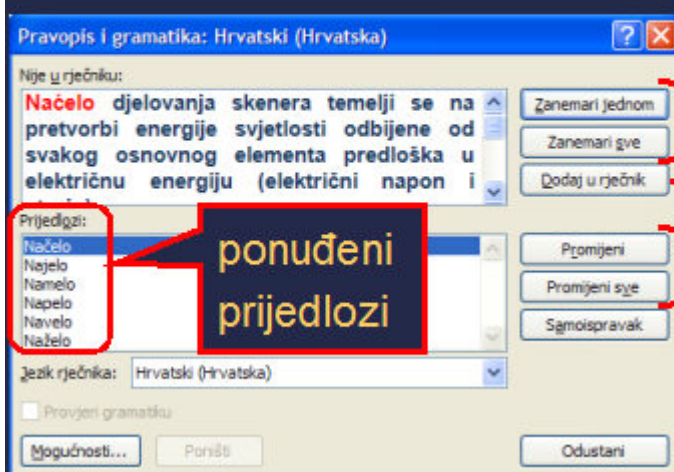 Pravopis i gramatika: Hrvatski (Hrvatska)
Nije u rječniku:
Naćelo djelovanja skenera temelji se na
pretvorbi energije svjetlosti odbijene od
svakog osnovnog elementa predloška u
električnu energiju (električni napon i
Zanemari jednom
Zanemari sve
Dodaj u rječnik
Prijedlozi:
Načelo
Najelo
Namelo
Napelo
Navelo
Naželo
ponuđeni
prijedlozi
Promijeni
Promijeni sve
Samoispravak
Jezik rječnika: Hrvatski (Hrvatska)
Provjeri gramatiku
Mogućnosti... Poništi Odustani